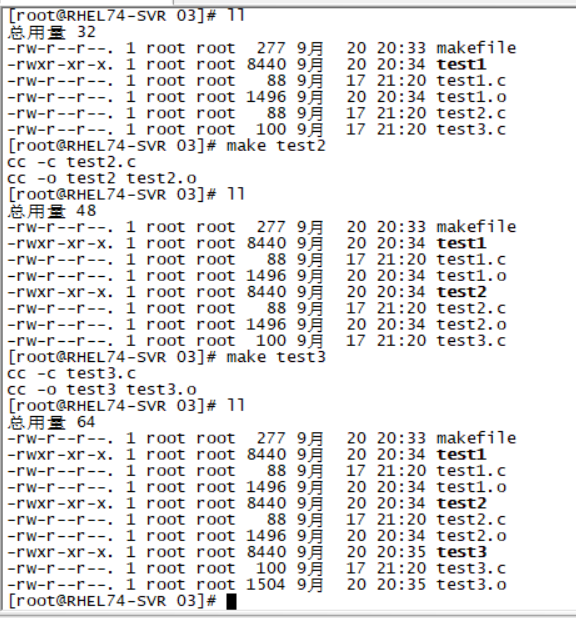 [root@RHEL74-SVR 03]# ll
总用量 32
-rw-r--r--. 1 root root  277 9月  20 20:33 makefile
-rwxr-xr-x. 1 root root 8440 9月  20 20:34 test1
-rw-r--r--. 1 root root   88 9月  17 21:20 test1.c
-rw-r--r--. 1 root root 1496 9月  20 20:34 test1.o
-rw-r--r--. 1 root root   88 9月  17 21:20 test2.c
-rw-r--r--. 1 root root  100 9月  17 21:20 test3.c
[root@RHEL74-SVR 03]# make test2
cc -c test2.c
cc -o test2 test2.o
[root@RHEL74-SVR 03]# ll
总用量 48
-rw-r--r--. 1 root root  277 9月  20 20:33 makefile
-rwxr-xr-x. 1 root root 8440 9月  20 20:34 test1
-rw-r--r--. 1 root root   88 9月  17 21:20 test1.c
-rw-r--r--. 1 root root 1496 9月  20 20:34 test1.o
-rwxr-xr-x. 1 root root 8440 9月  20 20:34 test2
-rw-r--r--. 1 root root   88 9月  17 21:20 test2.c
-rw-r--r--. 1 root root 1496 9月  20 20:34 test2.o
-rw-r--r--. 1 root root  100 9月  17 21:20 test3.c
[root@RHEL74-SVR 03]# make test3
cc -c test3.c
cc -o test3 test3.o
[root@RHEL74-SVR 03]# ll
总用量 64
-rw-r--r--. 1 root root  277 9月  20 20:33 makefile
-rwxr-xr-x. 1 root root 8440 9月  20 20:34 test1
-rw-r--r--. 1 root root   88 9月  17 21:20 test1.c
-rw-r--r--. 1 root root 1496 9月  20 20:34 test1.o
-rwxr-xr-x. 1 root root 8440 9月  20 20:34 test2
-rw-r--r--. 1 root root   88 9月  17 21:20 test2.c
-rw-r--r--. 1 root root 1496 9月  20 20:34 test2.o
-rwxr-xr-x. 1 root root 8440 9月  20 20:35 test3
-rw-r--r--. 1 root root  100 9月  17 21:20 test3.c
-rw-r--r--. 1 root root 1504 9月  20 20:35 test3.o
[root@RHEL74-SVR 03]#